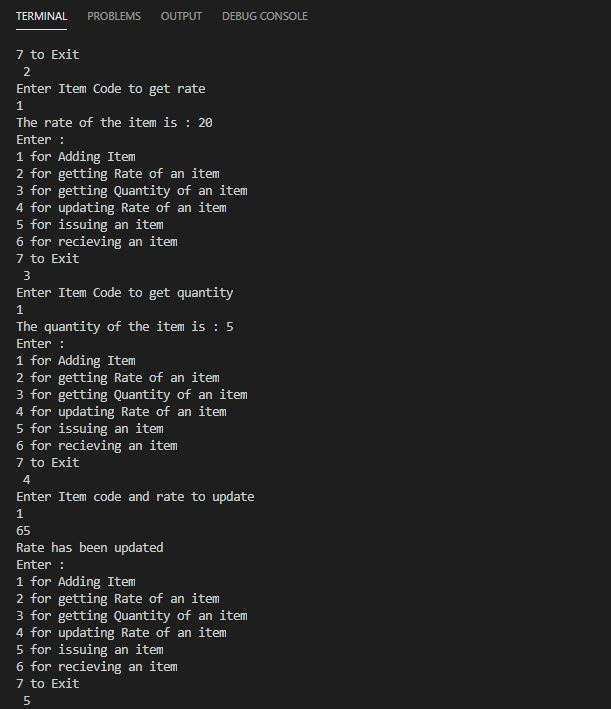 TERMINAL PROBLEMS OUTPUT DEBUG CONSOLE
7 to Exit
2
Enter Item Code to get rate
1
The rate of the item is : 20
Enter :
1 for Adding Item
2 for getting Rate of an item
3 for getting Quantity of an item
4 for updating Rate of an item
5 for issuing an item
6 for recieving an item
7 to Exit
3
Enter Item Code to get quantity
1
The quantity of the item is : 5
Enter :
1 for Adding Item
2 for getting Rate of an item
3 for getting Quantity of an item
4 for updating Rate of an item
5 for issuing an item
6 for recieving an item
7 to Exit
4
Enter Item code and rate to update
1
65
Rate has been updated
Enter :
1 for Adding Item
2 for getting Rate of an item
3 for getting Quantity of an item
4 for updating Rate of an item
5 for issuing an item
6 for recieving an item
7 to Exit
5